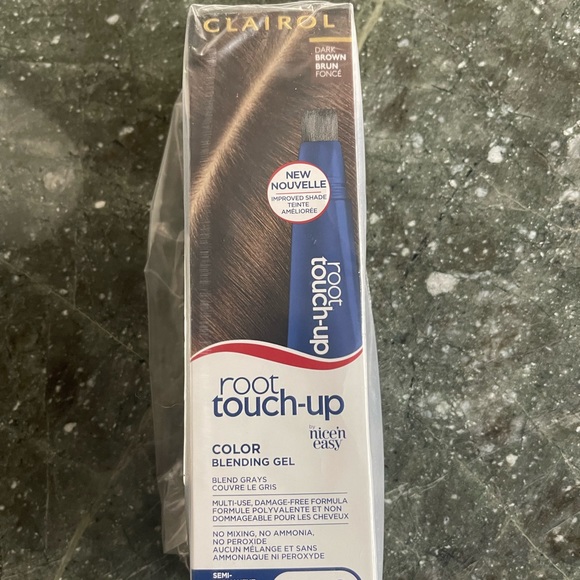 CLAIROL
DARK
BROWN
BRUN
FONCÉ
NEW
NOUVELLE
IMPROVED SHADE
TEINTE
AMÉLIORÉE
root
touch-up
root
touch-up
by
nice'n
easy
COLOR
BLENDING GEL
BLEND GRAYS
COUVRE LE GRIS
MULTI-USE, DAMAGE-FREE FORMULA
FORMULE POLYVALENTE ET NON
DOMMAGEABLE POUR LES CHEVEUX
NO MIXING, NO AMMONIA,
NO PEROXIDE
AUCUN MÉLANGE ET SANS
AMMONIAQUE NI PEROXYDE
SEMI-